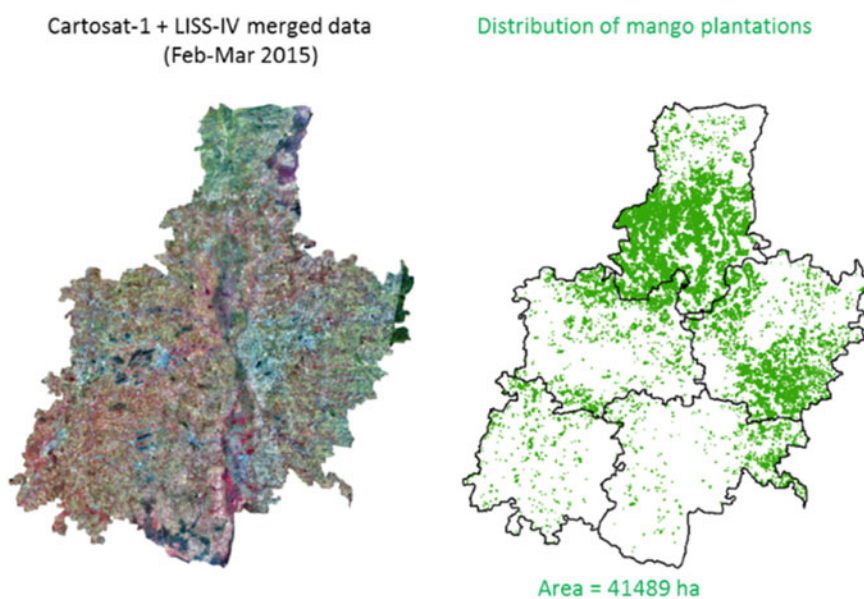 Cartosat-1 + LISS-IV merged data
(Feb-Mar 2015)
Distribution of mango plantations
Area = 41489 ha